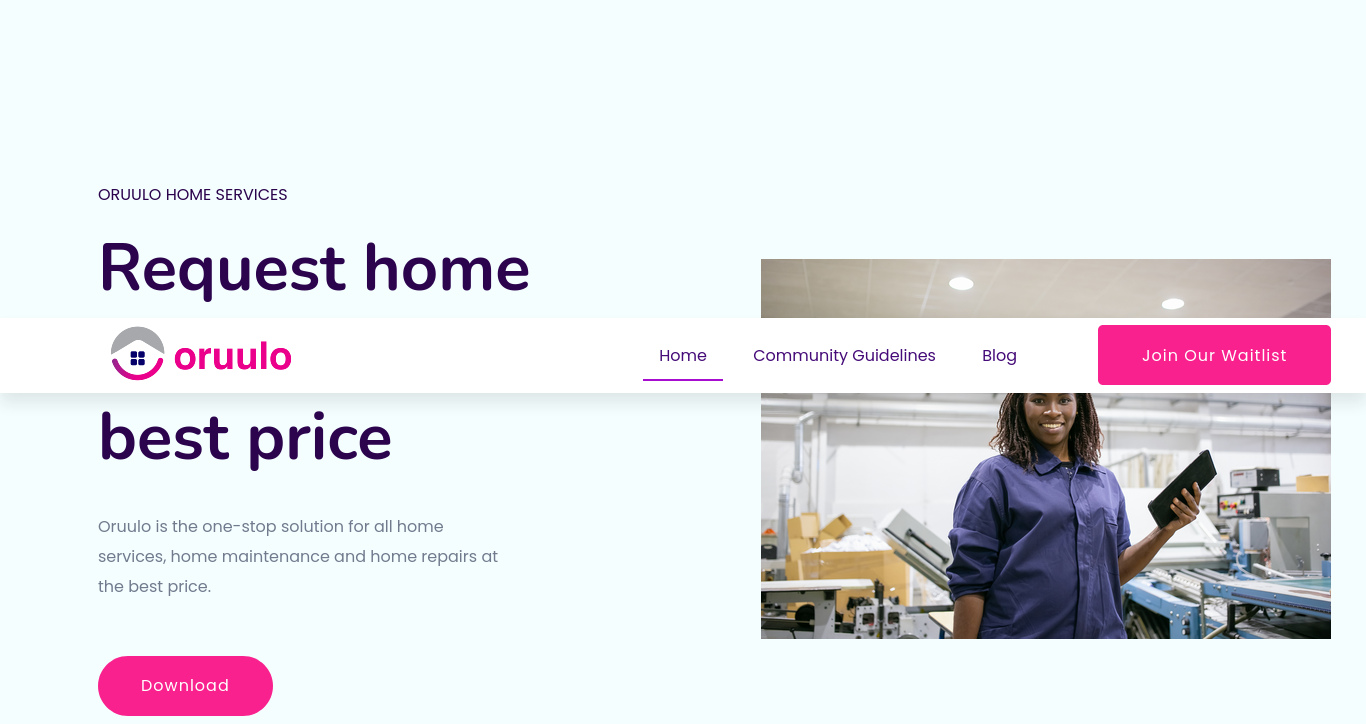 ORUULO HOME SERVICES
Request home
oruulo
Home
Community Guidelines
Blog
Join Our Waitlist
best price
Oruulo is the one-stop solution for all home
services, home maintenance and home repairs at
the best price.
Download